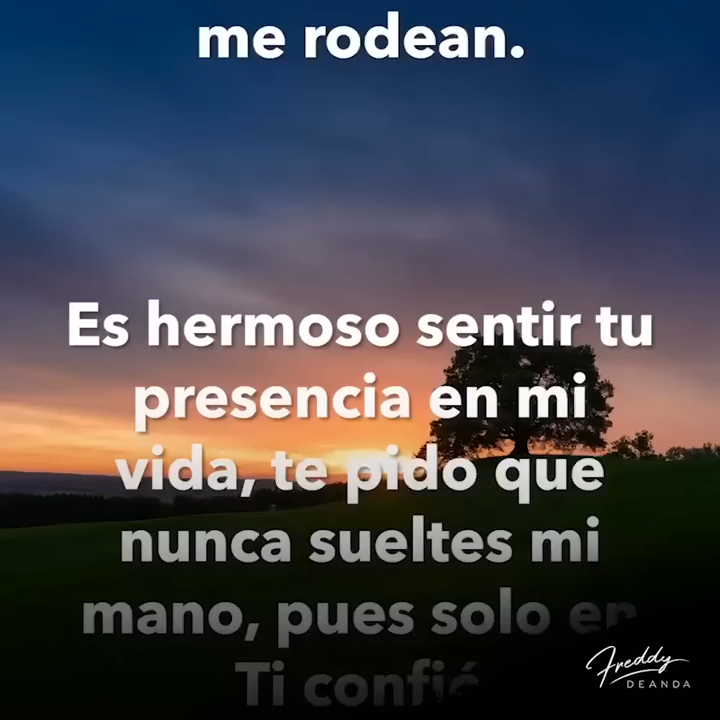 me rodean.
Es hermoso sentir tu
presencia en mi
vida, te pido que
nunca sueltes mi
mano, pues solo en
Ti confié
Freddy
DEANDA